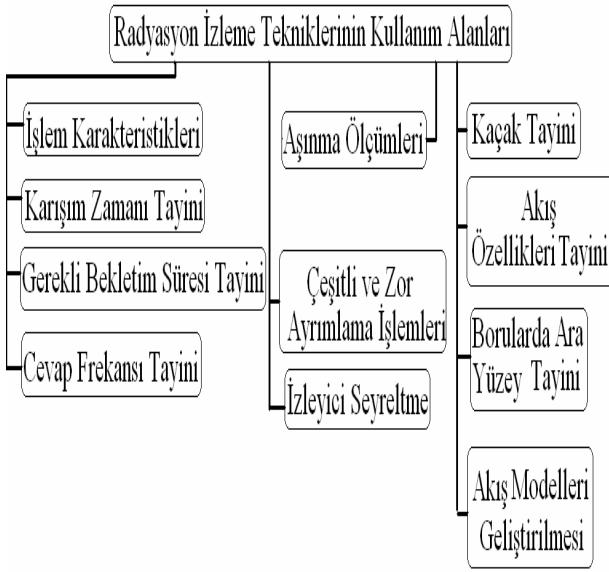 Radyasyon İzleme Tekniklerinin Kullanım Alanları
İşlem Karakteristikleri
Karışım Zamanı Tayini
Gerekli Bekletim Süresi Tayini
Cevap Frekansı Tayini
Aşınma Ölçümleri
Çeşitli ve Zor
Ayrımlama İşlemleri
İzleyici Seyreltme
Kaçak Tayini
Akış
Özellikleri Tayini
Borularda Ara
Yüzey Tayini
Akış Modelleri
Geliştirilmesi